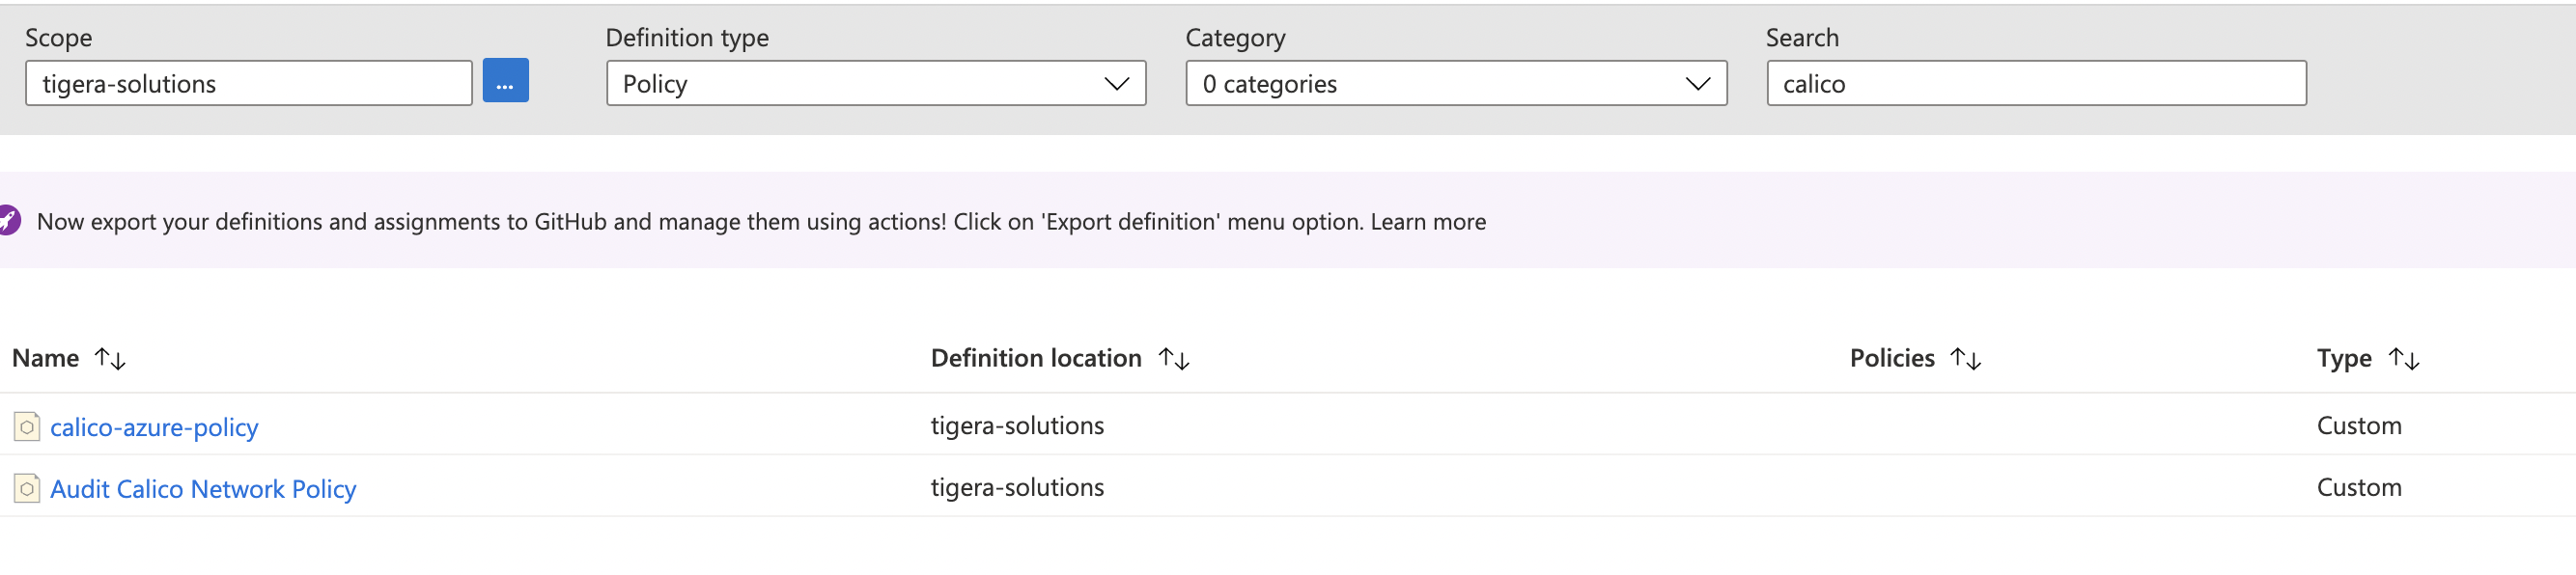 Scope
Definition type
Category
Search
tigera-solutions
...
Policy
0 categories
calico
Now export your definitions and assignments to GitHub and manage them using actions! Click on 'Export definition' menu option. Learn more
Name ↑↓ Definition location ↑↓ Policies ↑↓ Type ↑↓
calico-azure-policy tigera-solutions Custom
Audit Calico Network Policy tigera-solutions Custom